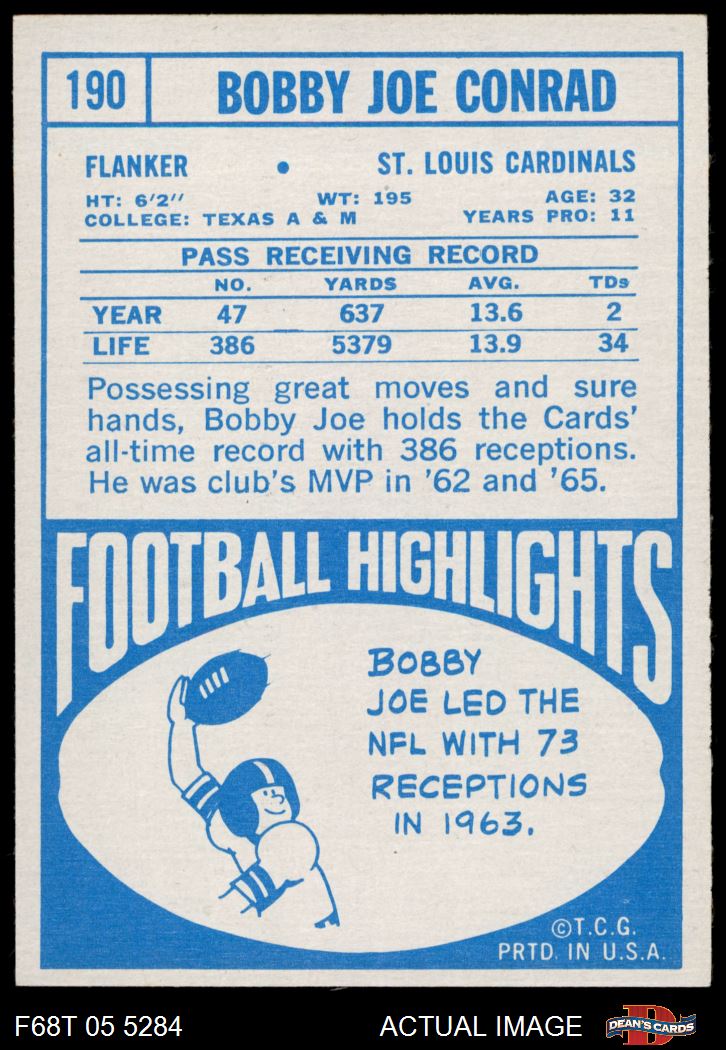 190 BOBBY JOE CONRAD
FLANKER • ST. LOUIS CARDINALS
HT: 6'2" WT: 195 AGE: 32
COLLEGE: TEXAS A & M YEARS PRO: 11
PASS RECEIVING RECORD
NO. YARDS AVG. TDs
YEAR 47 637 13.6 2
LIFE 386 5379 13.9 34
Possessing great moves and sure
hands, Bobby Joe holds the Cards'
all-time record with 386 receptions.
He was club's MVP in '62 and '65.
FOOTBALL HIGHLIGHTS
BOBBY
JOE LED THE
NFL WITH 73
RECEPTIONS
IN 1963.
©T.C.G.
PRTD. IN U.S.A.
F68T 05 5284 ACTUAL IMAGE D DEAN'S CARDS